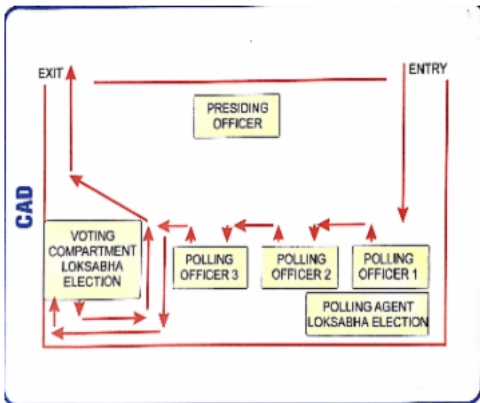 EXIT
ENTRY
PRESIDING
OFFICER
CAD
VOTING
COMPARTMENT
LOKSABHA
ELECTION
POLLING
OFFICER 3
POLLING
OFFICER 2
POLLING
OFFICER 1
POLLING AGENT
LOKSABHA ELECTION